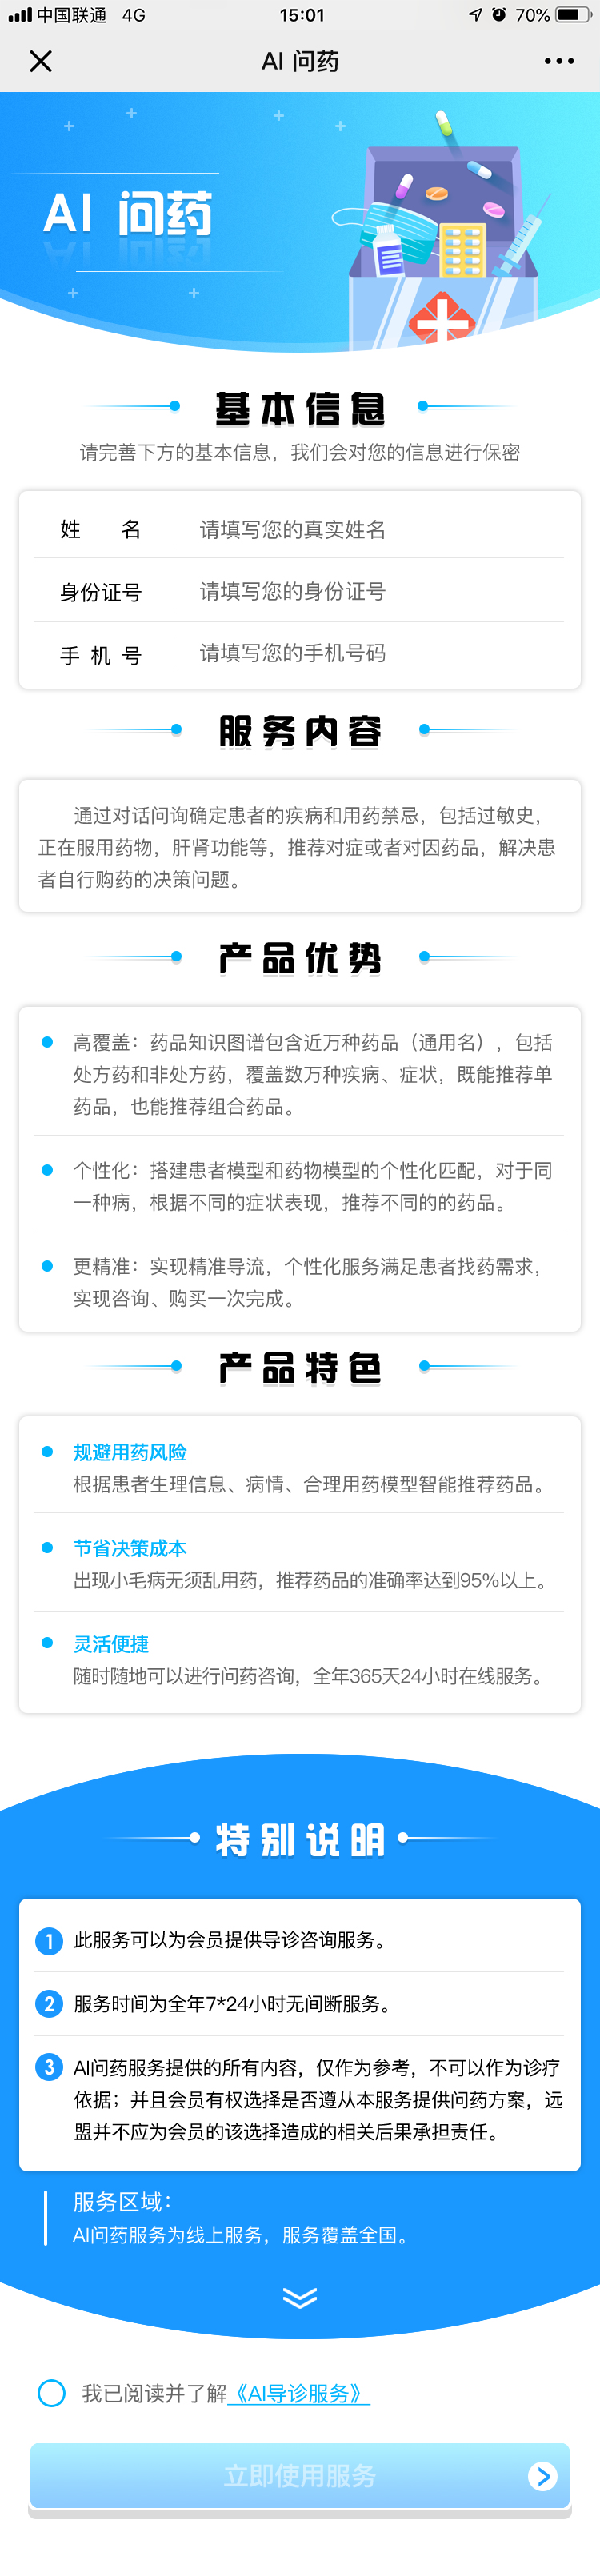 中国联通 4G 15:01 70%
AI 问药
AI 问药
基本信息
请完善下方的基本信息，我们会对您的信息进行保密
姓 名 请填写您的真实姓名
身份证号 请填写您的身份证号
手机号 请填写您的手机号码
服务内容
通过对话问询确定患者的疾病和用药禁忌，包括过敏史，
正在服用药物，肝肾功能等，推荐对症或者对因药品，解决患
者自行购药的决策问题。
产品优势
高覆盖：药品知识图谱包含近万种药品（通用名），包括
处方药和非处方药，覆盖数万种疾病、症状，既能推荐单
药品，也能推荐组合药品。
个性化：搭建患者模型和药物模型的个性化匹配，对于同
一种病，根据不同的症状表现，推荐不同的的药品。
更精准：实现精准导流，个性化服务满足患者找药需求，
实现咨询、购买一次完成。
产品特色
规避用药风险
根据患者生理信息、病情、合理用药模型智能推荐药品。
节省决策成本
出现小毛病无须乱用药，推荐药品的准确率达到95%以上。
灵活便捷
随时随地可以进行问药咨询，全年365天24小时在线服务。
特别说明
1 此服务可以为会员提供导诊咨询服务。
2 服务时间为全年7*24小时无间断服务。
3 AI问药服务提供的所有内容，仅作为参考，不可以作为诊疗
依据；并且会员有权选择是否遵从本服务提供问药方案，远
盟并不应为会员的该选择造成的相关后果承担责任。
服务区域：
AI问药服务为线上服务，服务覆盖全国。
我已阅读并了解《AI导诊服务》
立即使用服务